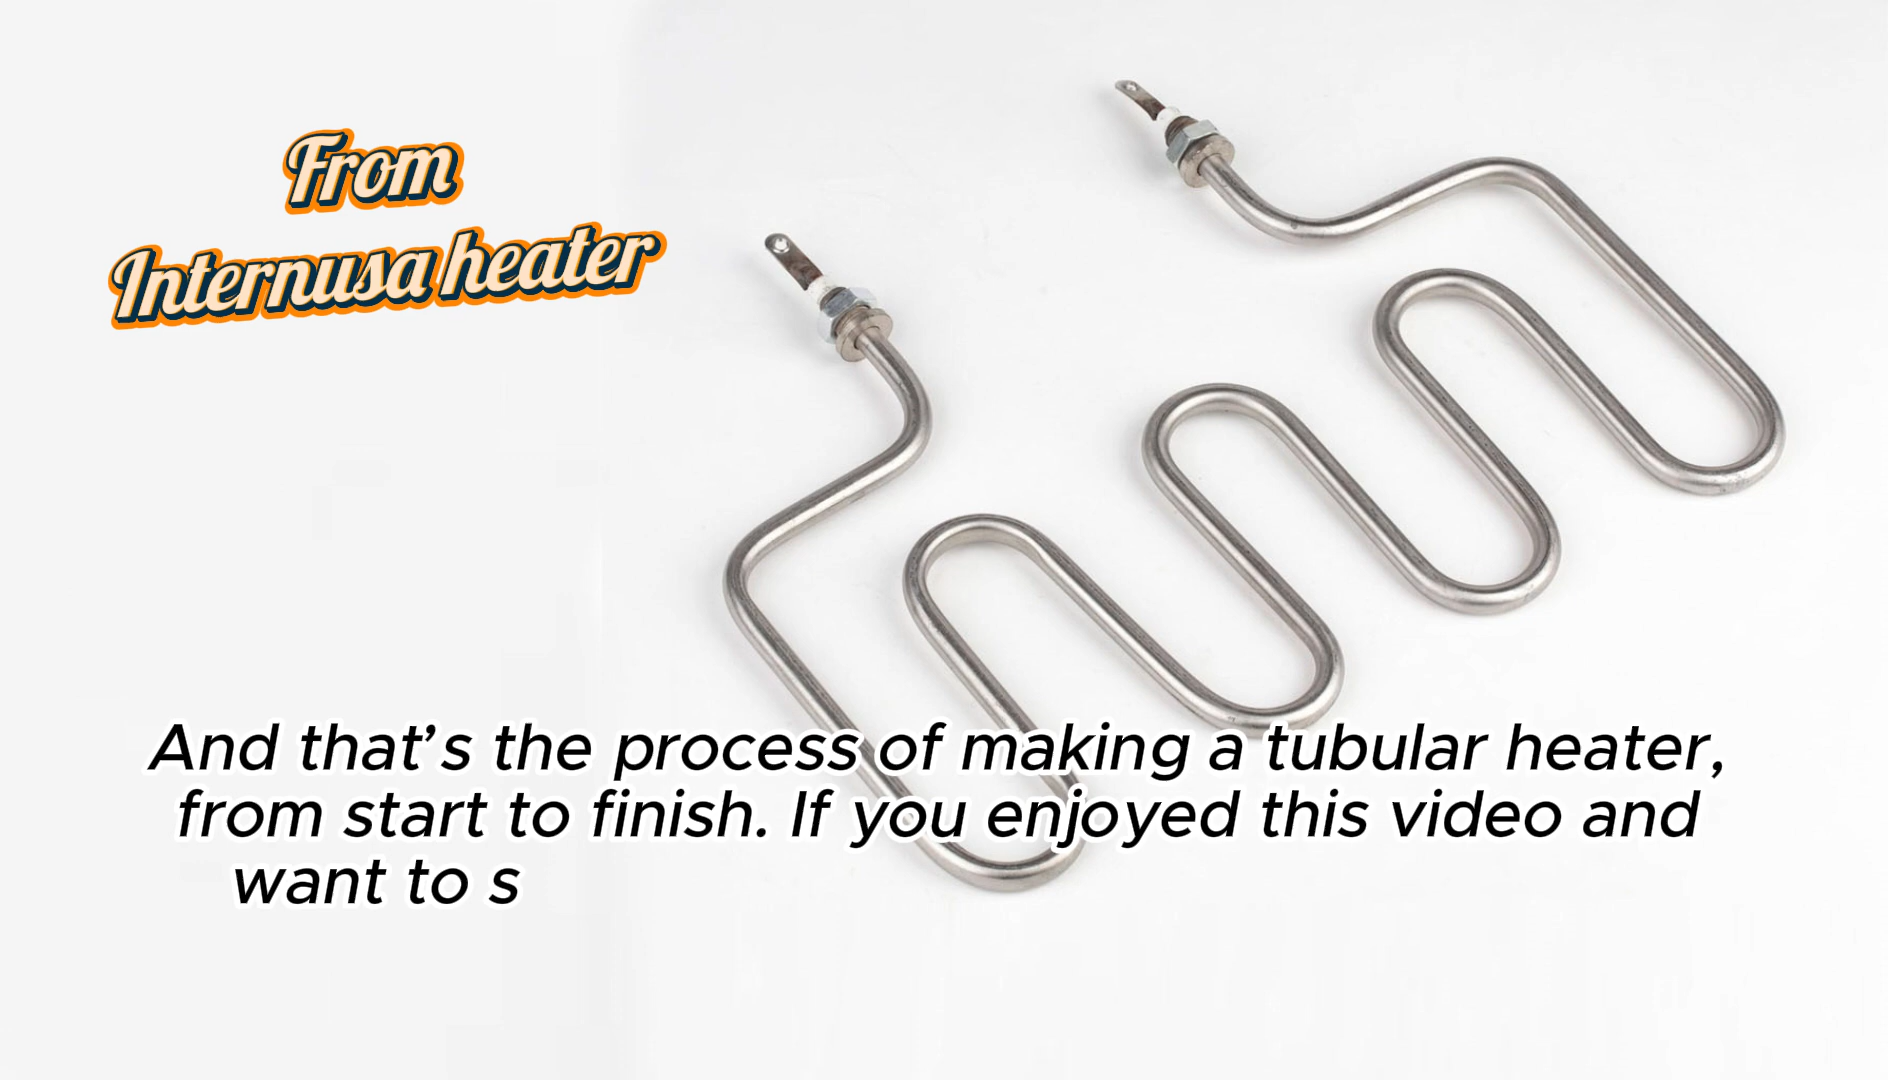 From
Internusa heater
And that’s the process of making a tubular heater,
from start to finish. If you enjoyed this video and
want to s